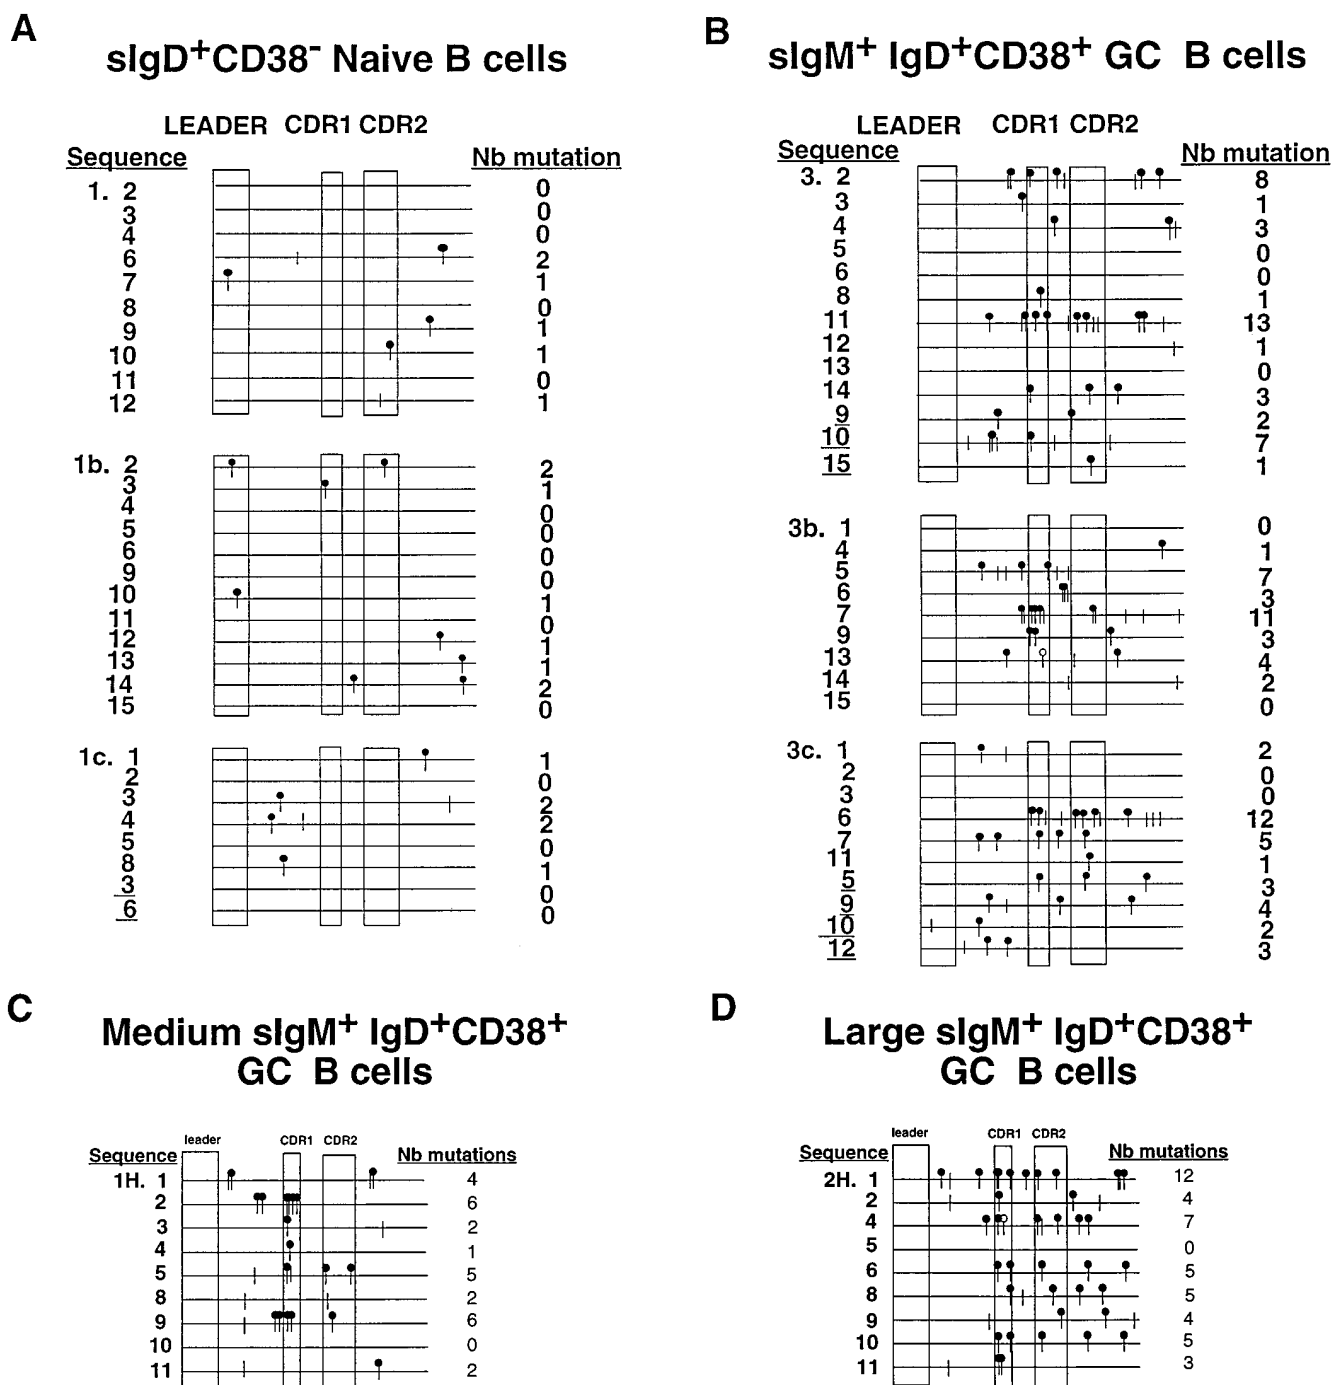 A
sIgD+CD38- Naive B cells
LEADER CDR1 CDR2
Sequence Nb mutation
1. 2 0
3 0
4 0
6 2
7 1
8 0
9 1
10 1
11 0
12 1
1b. 2 2
3 1
4 0
5 0
6 0
9 0
10 1
11 0
12 1
13 1
14 2
15 0
1c. 1 1
2 0
3 2
4 2
5 0
8 1
3 0
6 0
B
sIgM+ IgD+CD38+ GC B cells
LEADER CDR1 CDR2
Sequence Nb mutation
3. 2 8
3 1
4 3
5 0
6 0
8 1
11 13
12 1
13 0
14 3
9 2
10 7
15 1
3b. 1 0
4 1
5 7
6 3
7 11
9 3
13 4
14 2
15 0
3c. 1 2
2 0
3 0
6 12
7 5
11 1
5 3
9 4
10 2
12 3
C
Medium sIgM+ IgD+CD38+
GC B cells
leader CDR1 CDR2
Sequence Nb mutations
1H. 1 4
2 6
3 2
4 1
5 5
8 2
9 6
10 0
11 2
D
Large sIgM+ IgD+CD38+
GC B cells
leader CDR1 CDR2
Sequence Nb mutations
2H. 1 12
2 4
4 7
5 0
6 5
8 5
9 4
10 5
11 3